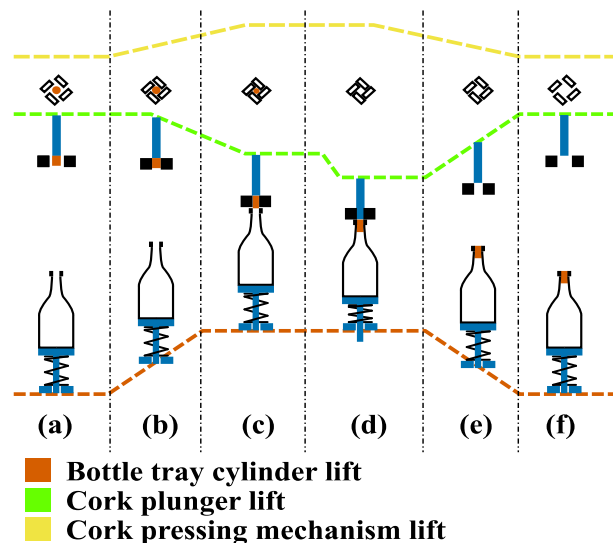 (a) (b) (c) (d) (e) (f)
Bottle tray cylinder lift
Cork plunger lift
Cork pressing mechanism lift